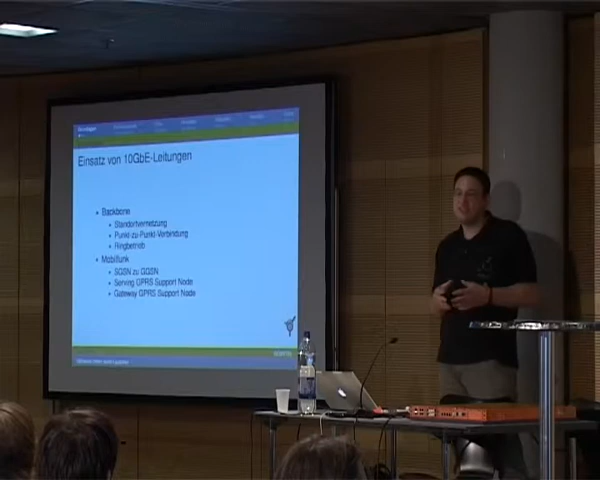 Grundlagen
Einsatz von 10GbE-Leitungen
• Backbone
• Standortvernetzung
• Punkt-zu-Punkt-Verbindung
• Ringbetrieb
• Mobilfunk
• SGSN zu GGSN
• Serving GPRS Support Node
• Gateway GPRS Support Node